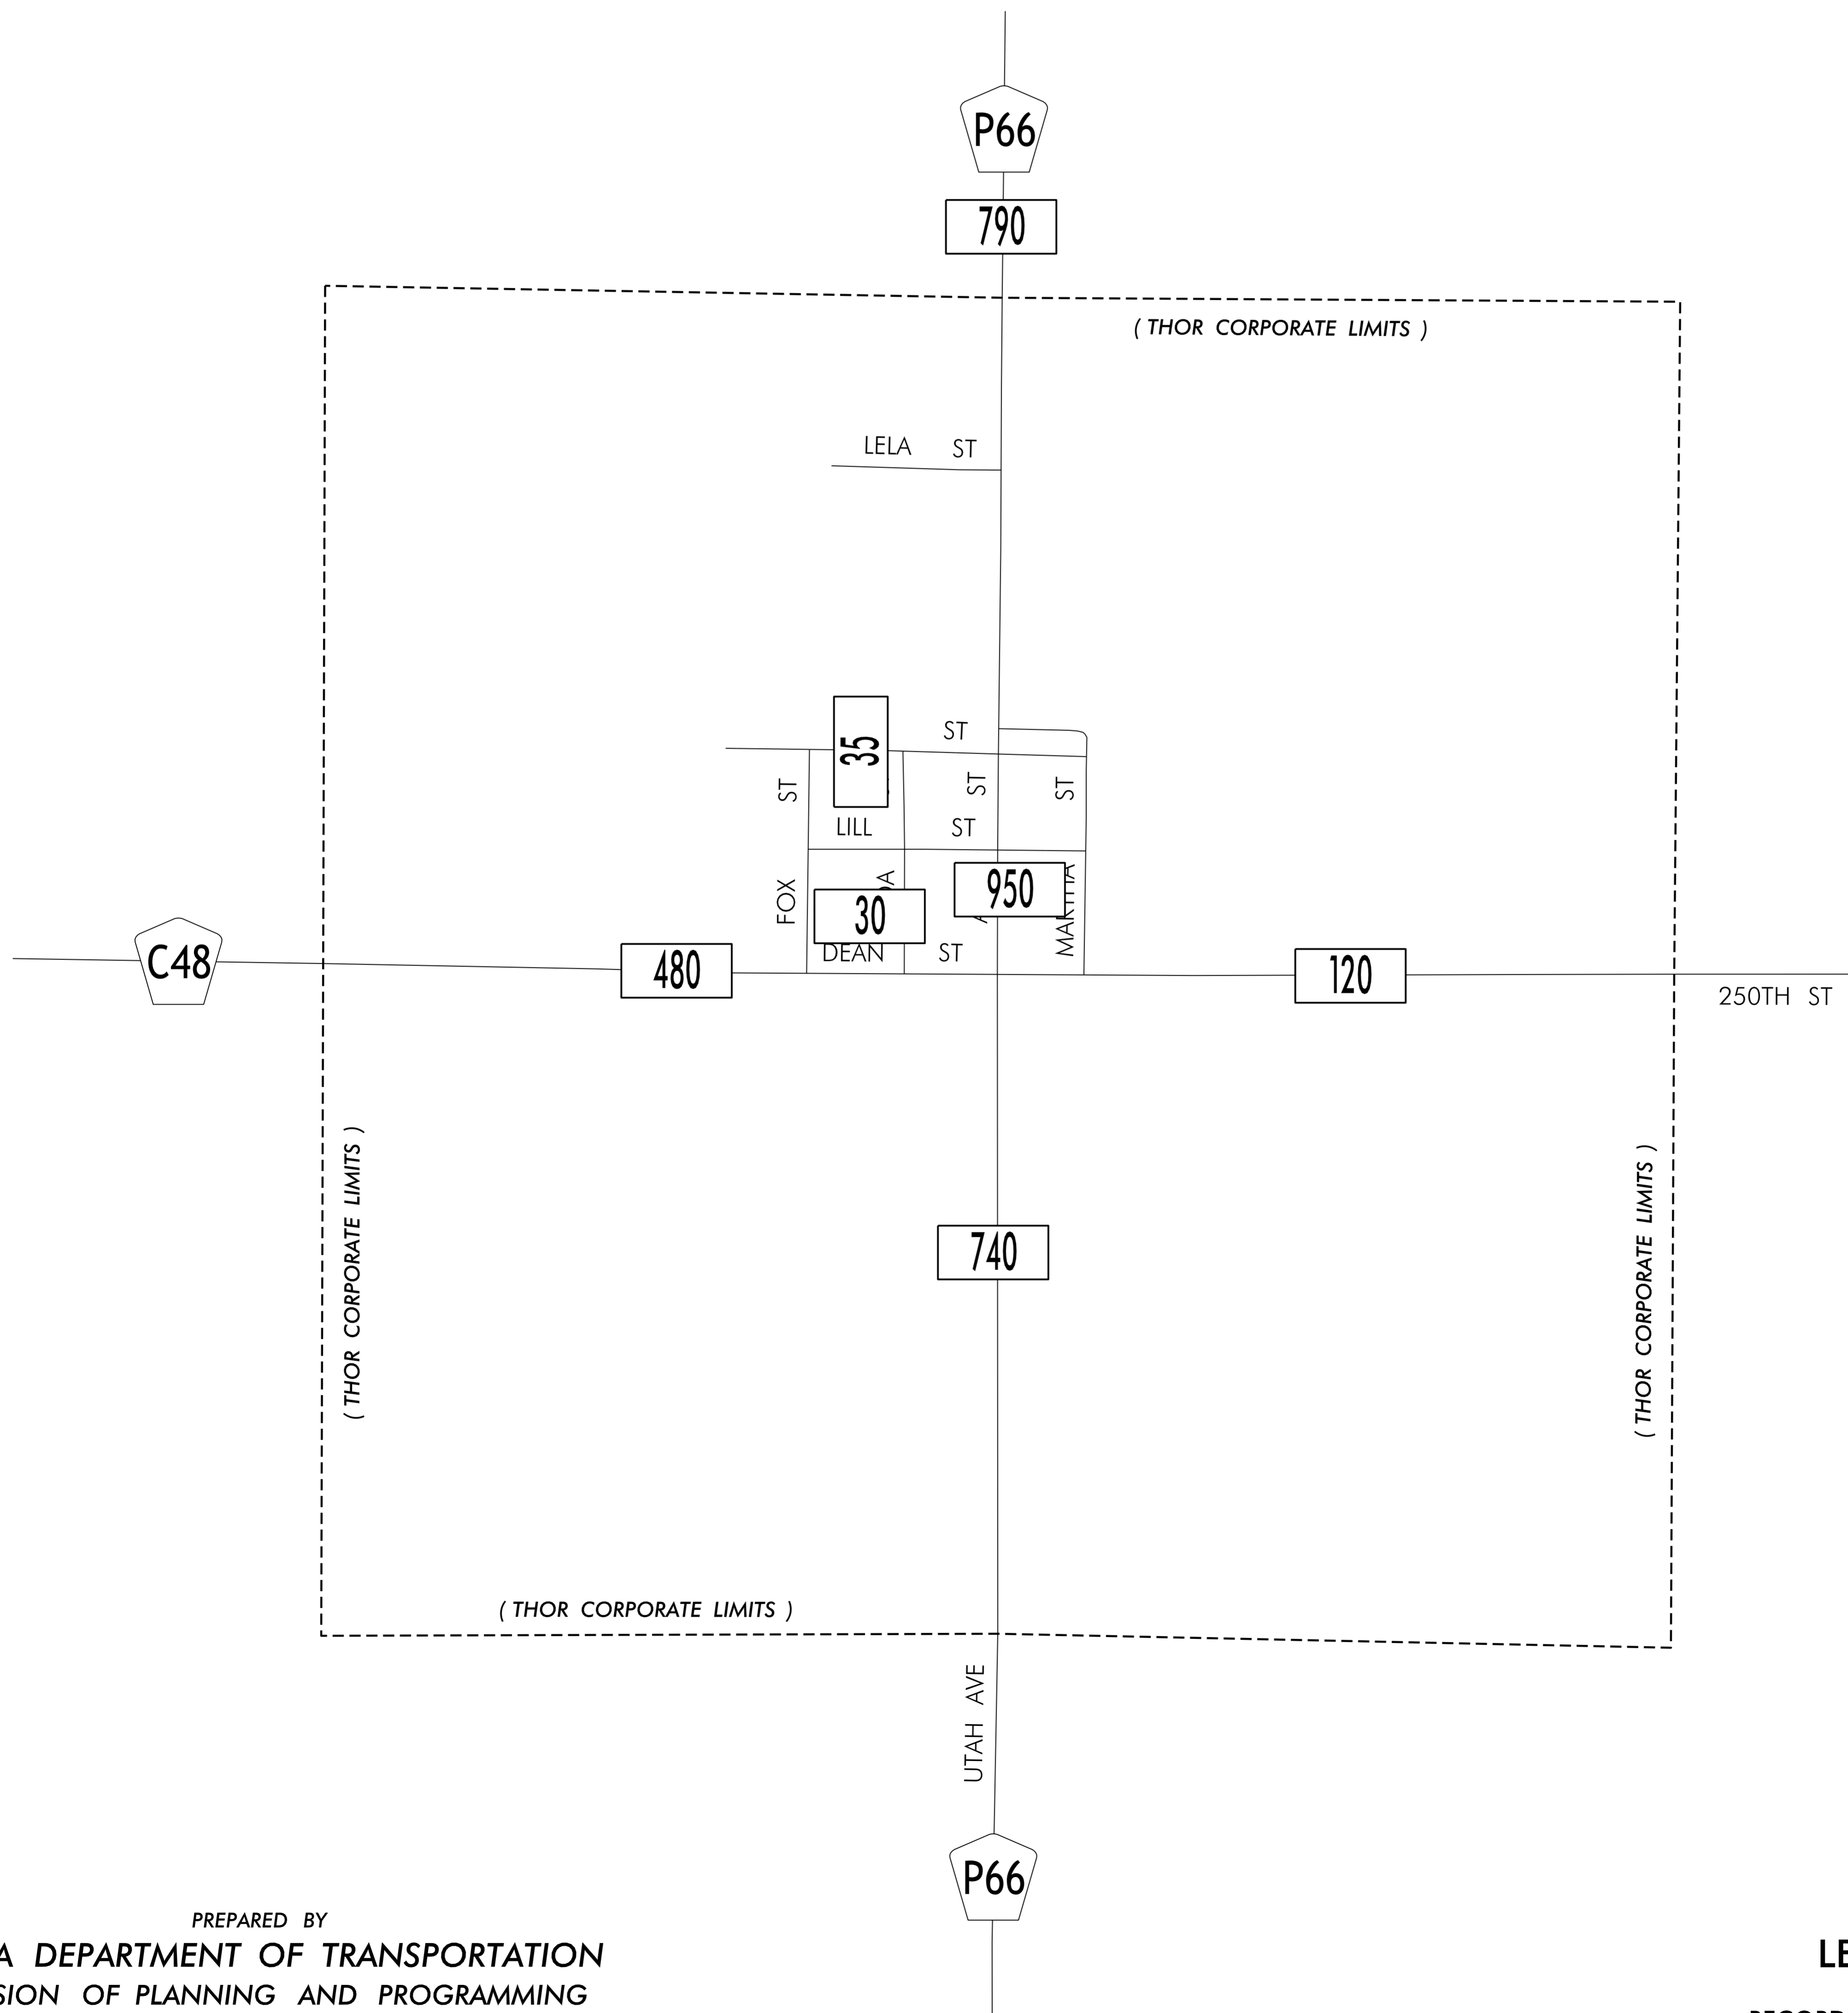 P66
790
( THOR CORPORATE LIMITS )
LELA ST
35
ST
ST
ST
ST
LILL ST
FOX
30
950
MARTHA
DEAN ST
C48
480
120
250TH ST
( THOR CORPORATE LIMITS )
( THOR CORPORATE LIMITS )
740
( THOR CORPORATE LIMITS )
UTAH AVE
P66
PREPARED BY
DEPARTMENT OF TRANSPORTATION
OF PLANNING AND PROGRAMMING